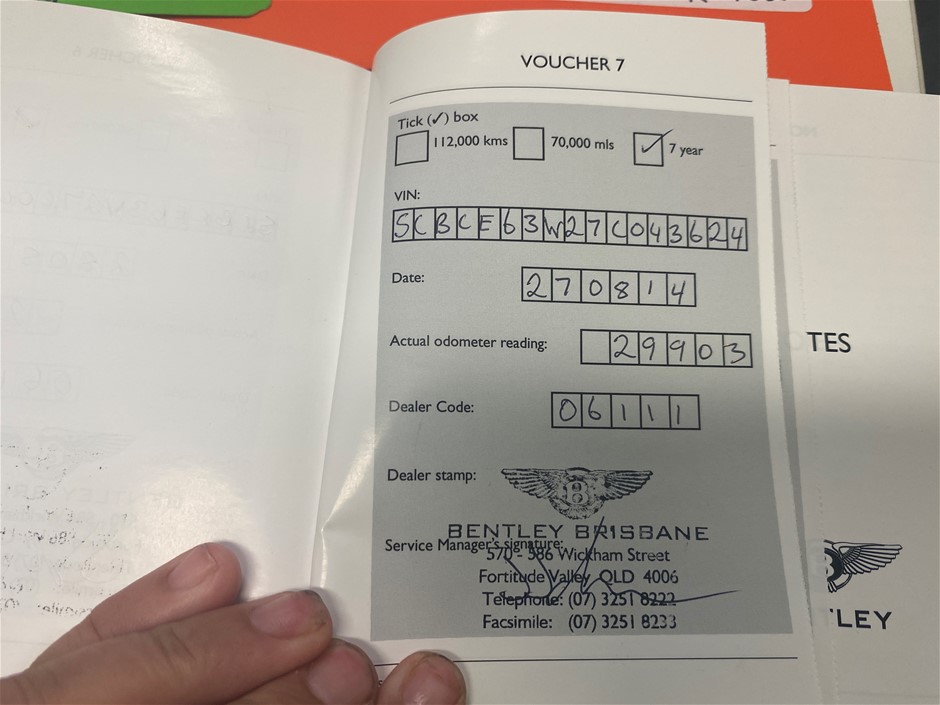 VOUCHER 7
Tick (✓) box
112,000 kms 70,000 mls ✓ 7 year
VIN:
SCBCE63W27C043624
Date:
270814
Actual odometer reading:
29903
Dealer Code:
06111
Dealer stamp:
B
BENTLEY BRISBANE
Service Manager's signature:
570 - 586 Wickham Street
Fortitude Valley QLD 4006
Telephone: (07) 3251 8222
Facsimile: (07) 3251 8233
TES
B
TLEY